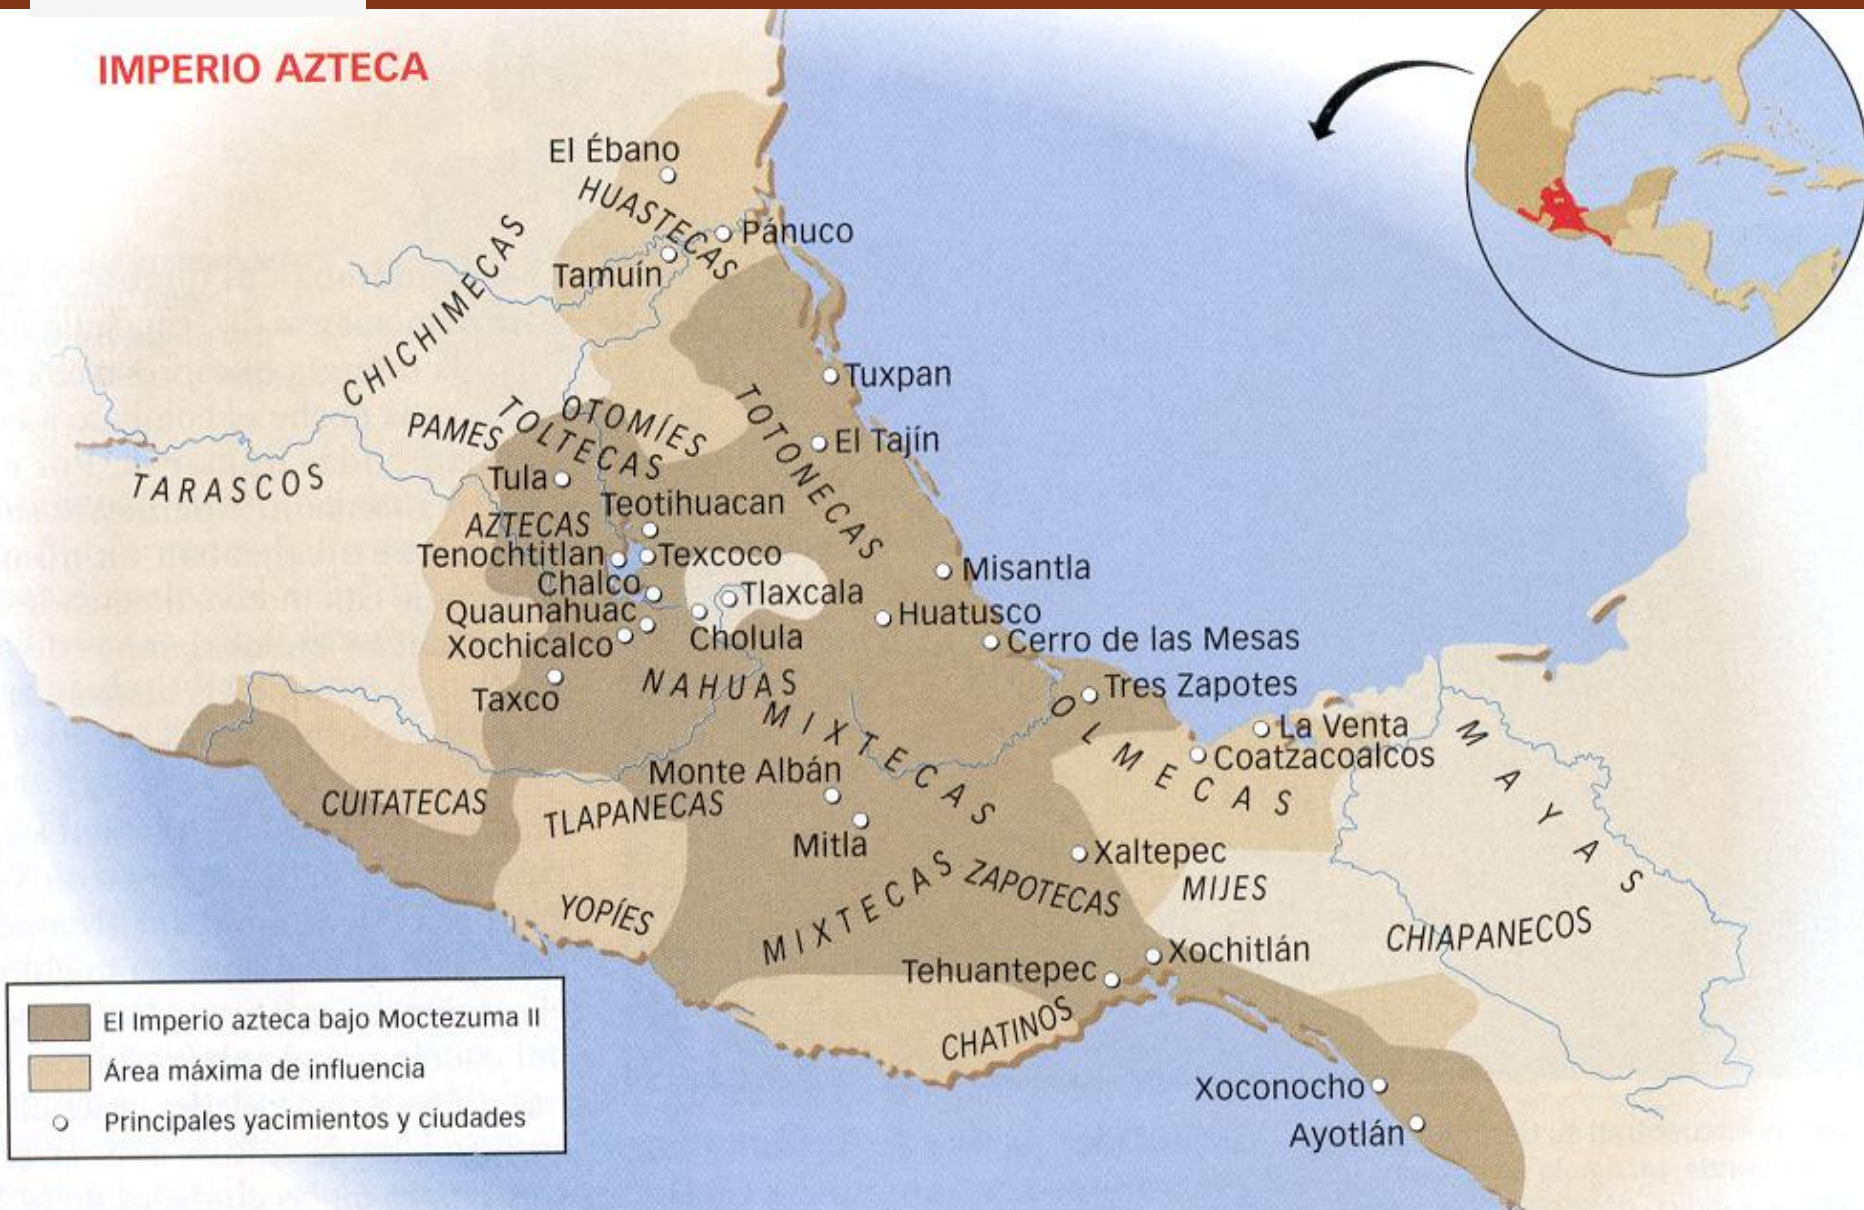 IMPERIO AZTECA
El Ébano
HUASTECAS
Pánuco
Tamuín
CHICHIMECAS
Tuxpan
TOTONECAS
OTOMÍES
PAMES
TOLTECAS
El Tajín
TARASCOS
Tula
Teotihuacan
AZTECAS
Tenochtitlan
Texcoco
Misantla
Chalco
Tlaxcala
Quaunahuac
Huatusco
Xochicalco
Cholula
Cerro de las Mesas
NAHUAS
Taxco
Tres Zapotes
MIXTECAS
OLMECAS
La Venta
MAYAS
Coatzacoalcos
Monte Albán
CUITATECAS
TLAPANECAS
Mitla
Xaltepec
ZAPOTECAS
MIJES
YOPÍES
MIXTECAS
CHIAPANECOS
Xochitlán
Tehuantepec
CHATINOS
Xoconocho
Ayotlán
El Imperio azteca bajo Moctezuma II
Área máxima de influencia
Principales yacimientos y ciudades